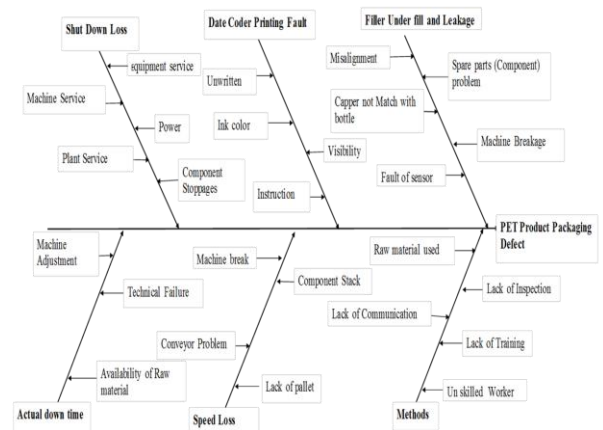 Shut Down Loss
Date Coder Printing Fault
Filler Under fill and Leakage
equipment service
Machine Service
Power
Plant Service
Component
Stoppages
Unwritten
Ink color
Visibility
Instruction
Misalignment
Spare parts (Component)
problem
Capper not Match with
bottle
Machine Breakage
Fault of sensor
PET Product Packaging
Defect
Machine
Adjustment
Technical Failure
Availability of Raw
material
Actual down time
Machine break
Component Stack
Conveyor Problem
Lack of pallet
Speed Loss
Raw material used
Lack of Inspection
Lack of Communication
Lack of Training
Un skilled Worker
Methods